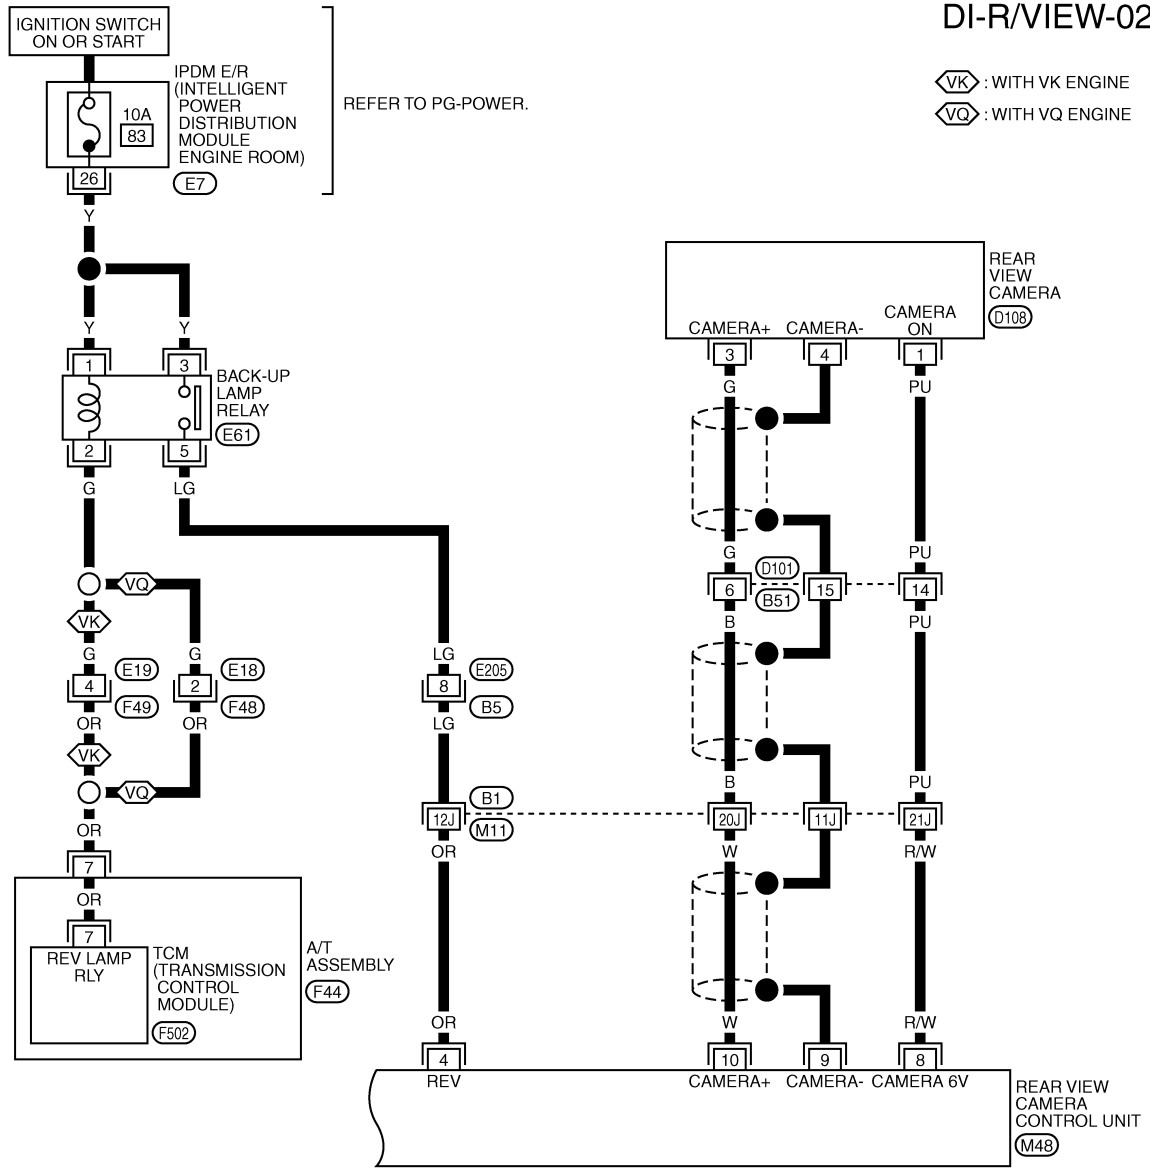 DI-R/VIEW-02
IGNITION SWITCH
ON OR START
IPDM E/R
(INTELLIGENT
POWER
DISTRIBUTION
MODULE
ENGINE ROOM)
E7
10A
83
26
REFER TO PG-POWER.
VK : WITH VK ENGINE
VQ : WITH VQ ENGINE
Y
Y Y
1 3
BACK-UP
LAMP
RELAY
E61
2 5
G LG
VQ
VK
G G
4 E19 2 E18
F49 F48
OR OR
VK
VQ
OR
7
OR
7
REV LAMP
RLY
TCM
(TRANSMISSION
CONTROL
MODULE)
F502
A/T
ASSEMBLY
F44
LG
8 E205
B5
LG
12J B1
M11
OR
OR
4
REV
REAR
VIEW
CAMERA
D108
CAMERA+ CAMERA- CAMERA
ON
3 4 1
G PU
G PU
D101
6 15 14
B51
B PU
B PU
20J 11J 21J
W R/W
W R/W
10 9 8
CAMERA+ CAMERA- CAMERA 6V
REAR VIEW
CAMERA
CONTROL UNIT
M48